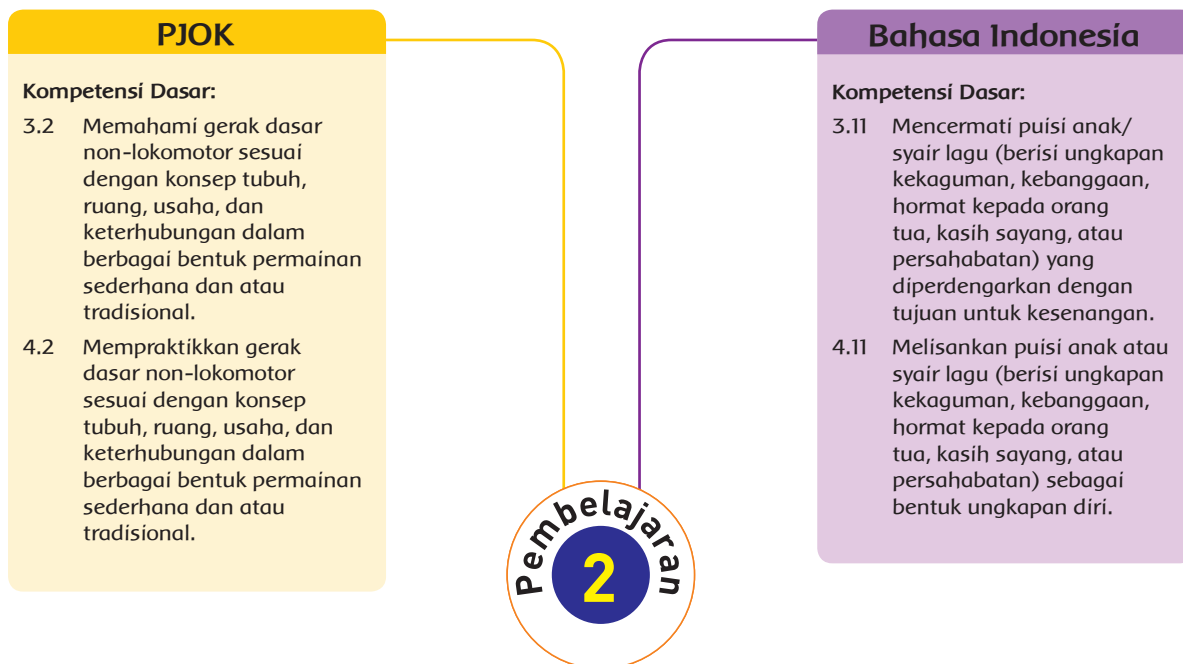 PJOK
Kompetensi Dasar:
3.2 Memahami gerak dasar
non-lokomotor sesuai
dengan konsep tubuh,
ruang, usaha, dan
keterhubungan dalam
berbagai bentuk permainan
sederhana dan atau
tradisional.
4.2 Mempraktikkan gerak
dasar non-lokomotor
sesuai dengan konsep
tubuh, ruang, usaha, dan
keterhubungan dalam
berbagai bentuk permainan
sederhana dan atau
tradisional.
Bahasa Indonesia
Kompetensi Dasar:
3.11 Mencermati puisi anak/
syair lagu (berisi ungkapan
kekaguman, kebanggaan,
hormat kepada orang
tua, kasih sayang, atau
persahabatan) yang
diperdengarkan dengan
tujuan untuk kesenangan.
4.11 Melisankan puisi anak atau
syair lagu (berisi ungkapan
kekaguman, kebanggaan,
hormat kepada orang
tua, kasih sayang, atau
persahabatan) sebagai
bentuk ungkapan diri.
Pembelajaran
2